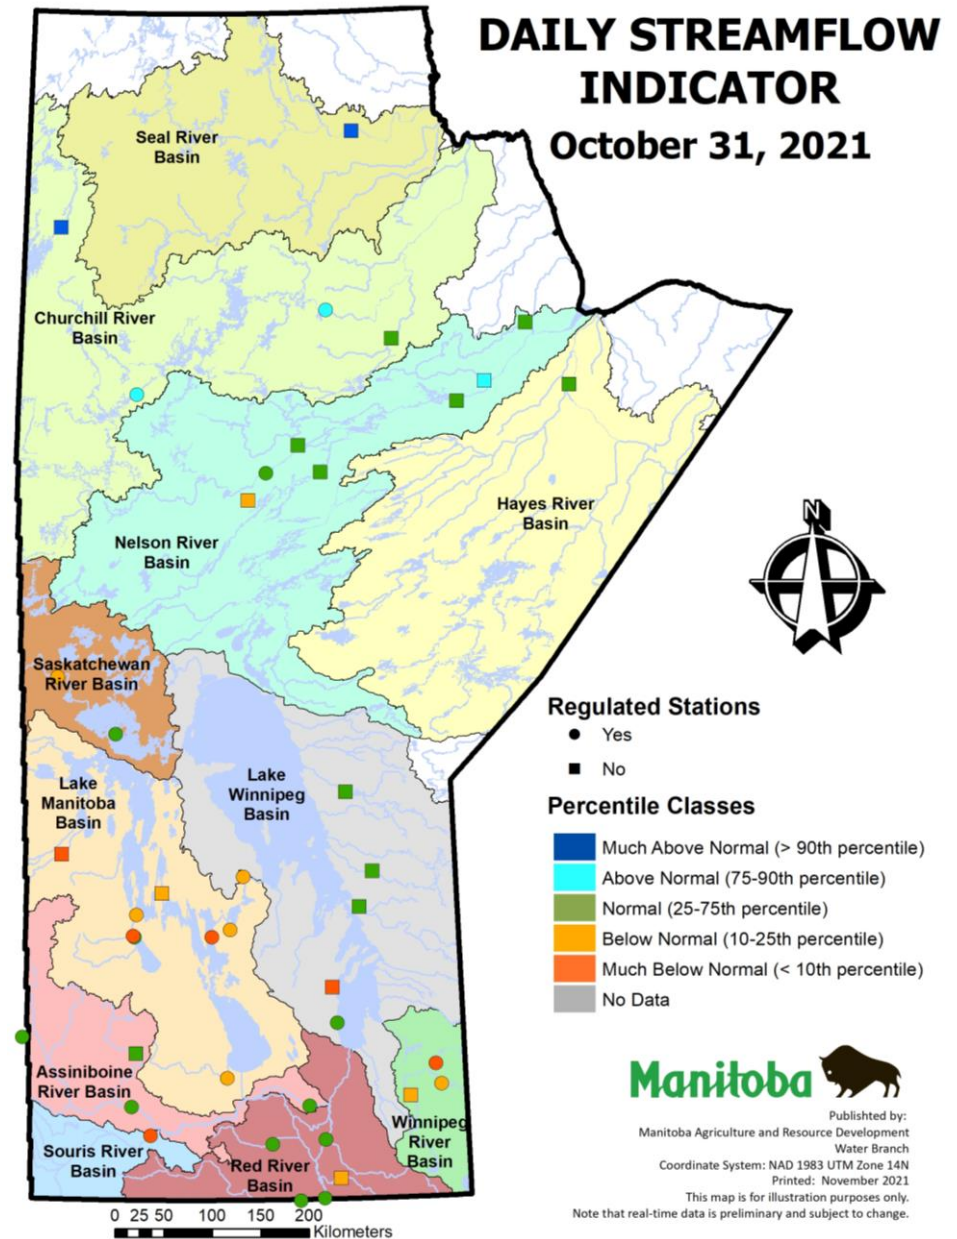 DAILY STREAMFLOW
INDICATOR
October 31, 2021
Seal River
Basin
Churchill River
Basin
Hayes River
Basin
Nelson River
Basin
N
Saskatchewan
River Basin
Lake
Manitoba
Basin
Lake
Winnipeg
Basin
Assiniboine
River Basin
Souris River
Basin
Red River
Basin
Winnipeg
River
Basin
0 25 50 100 150 200
Kilometers
Regulated Stations
Yes
No
Percentile Classes
Much Above Normal (> 90th percentile)
Above Normal (75-90th percentile)
Normal (25-75th percentile)
Below Normal (10-25th percentile)
Much Below Normal (< 10th percentile)
No Data
Manitoba
Published by:
Manitoba Agriculture and Resource Development
Water Branch
Coordinate System: NAD 1983 UTM Zone 14N
Printed: November 2021
This map is for illustration purposes only.
Note that real-time data is preliminary and subject to change.